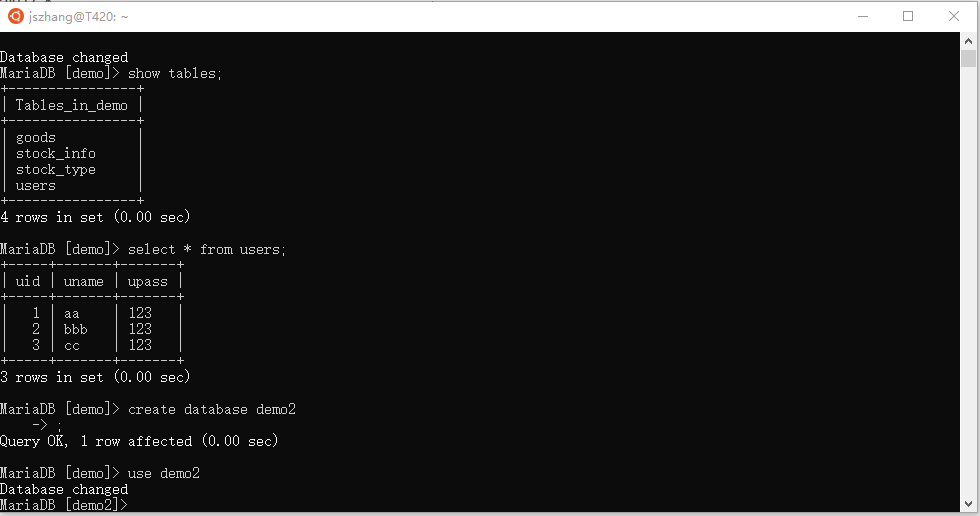 jszhang@T420: ~
Database changed
MariaDB [demo]> show tables;
+----------------+
| Tables_in_demo |
+----------------+
| goods          |
| stock_info     |
| stock_type     |
| users          |
+----------------+
4 rows in set (0.00 sec)
MariaDB [demo]> select * from users;
+-----+-------+-------+
| uid | uname | upass |
+-----+-------+-------+
|   1 | aa    | 123   |
|   2 | bbb   | 123   |
|   3 | cc    | 123   |
+-----+-------+-------+
3 rows in set (0.00 sec)
MariaDB [demo]> create database demo2
    -> ;
Query OK, 1 row affected (0.00 sec)
MariaDB [demo]> use demo2
Database changed
MariaDB [demo2]>